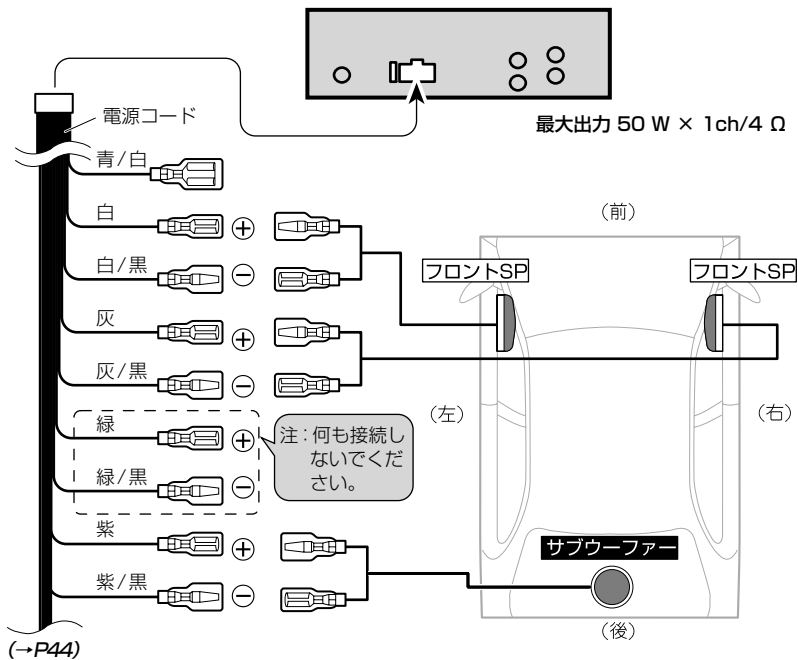 最大出力 50 W × 1ch/4 Ω
電源コード
青/白
白
⊕
白/黒
⊖
灰
⊕
灰/黒
⊖
緑
⊕
緑/黒
⊖
注：何も接続し
ないでくだ
さい。
紫
⊕
紫/黒
⊖
(→P44)
(前)
フロントSP
フロントSP
(左)
(右)
サブウーファー
(後)